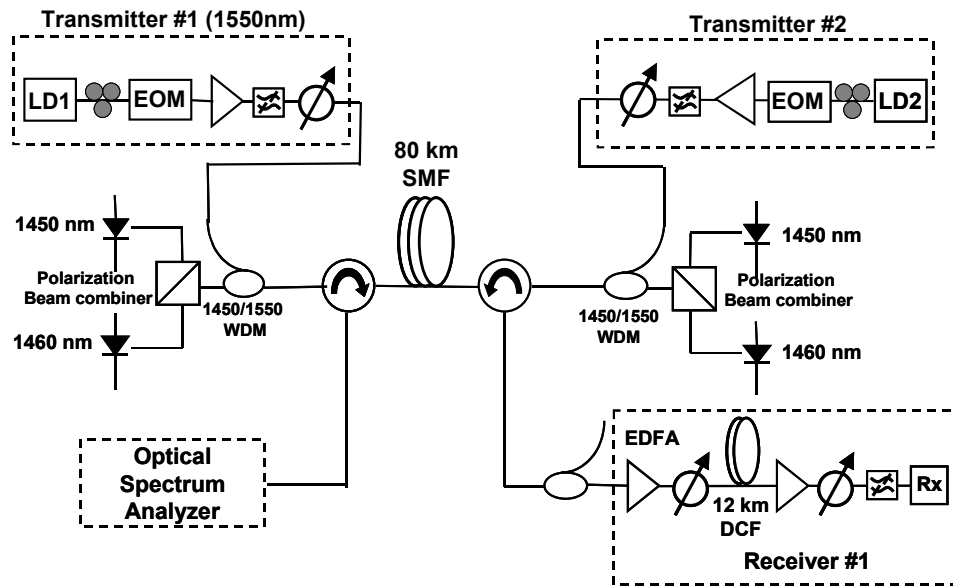 Transmitter #1 (1550nm)
LD1
EOM
Transmitter #2
EOM
LD2
80 km
SMF
1450 nm
Polarization
Beam combiner
1460 nm
1450/1550
WDM
1450/1550
WDM
1450 nm
Polarization
Beam combiner
1460 nm
Optical
Spectrum
Analyzer
EDFA
12 km
DCF
Rx
Receiver #1